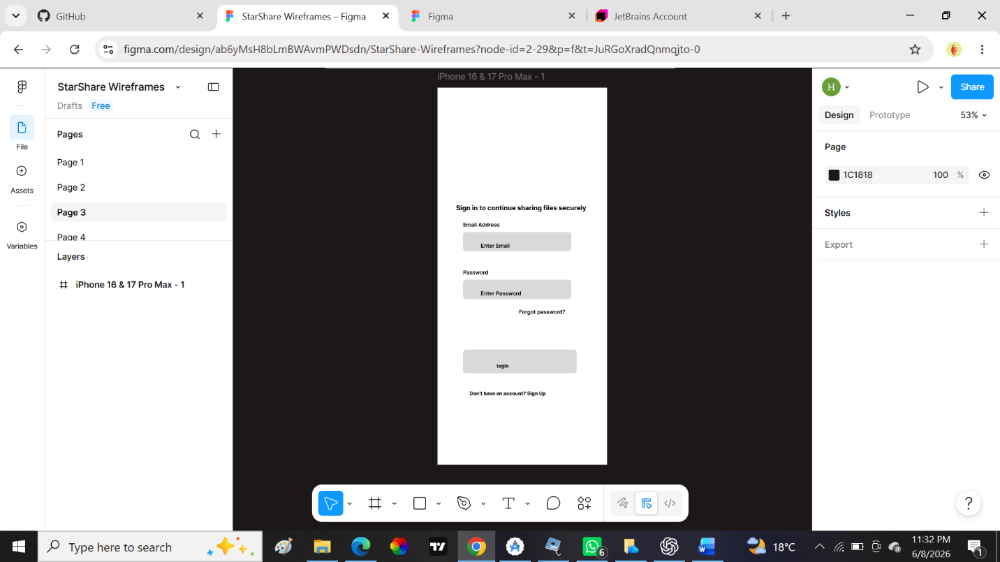 GitHub
StarShare Wireframes – Figma
Figma
JetBrains Account
figma.com/design/ab6yMsH8bLmBWAvmPWDsdn/StarShare-Wireframes?node-id=2-29&p=f&t=JuRGoXradQnmqjto-0
StarShare Wireframes
Drafts Free
File
Assets
Variables
Pages
Page 1
Page 2
Page 3
Page 4
Layers
iPhone 16 & 17 Pro Max - 1
iPhone 16 & 17 Pro Max - 1
Sign in to continue sharing files securely
Email Address
Enter Email
Password
Enter Password
Forgot password?
login
Don't have an account? Sign Up
H
Share
Design Prototype 53%
Page
1C1818 100 %
Styles
Export
?
Type here to search
6
18°C
11:32 PM
6/8/2026
1